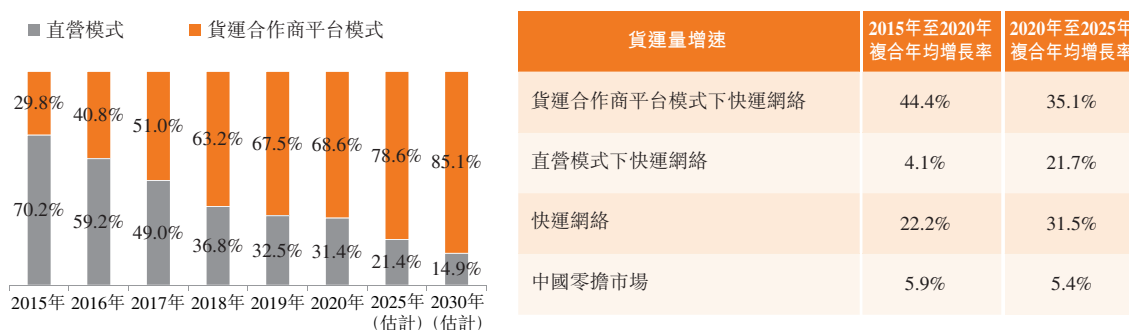 直營模式 貨運合作商平台模式
29.8% 40.8% 51.0% 63.2% 67.5% 68.6% 78.6% 85.1%
70.2% 59.2% 49.0% 36.8% 32.5% 31.4% 21.4% 14.9%
2015年 2016年 2017年 2018年 2019年 2020年 2025年 2030年
(估計) (估計)
貨運量增速 2015年至2020年 2020年至2025年
複合年均增長率 複合年均增長率
貨運合作商平台模式下快運網絡 44.4% 35.1%
直營模式下快運網絡 4.1% 21.7%
快運網絡 22.2% 31.5%
中國零擔市場 5.9% 5.4%